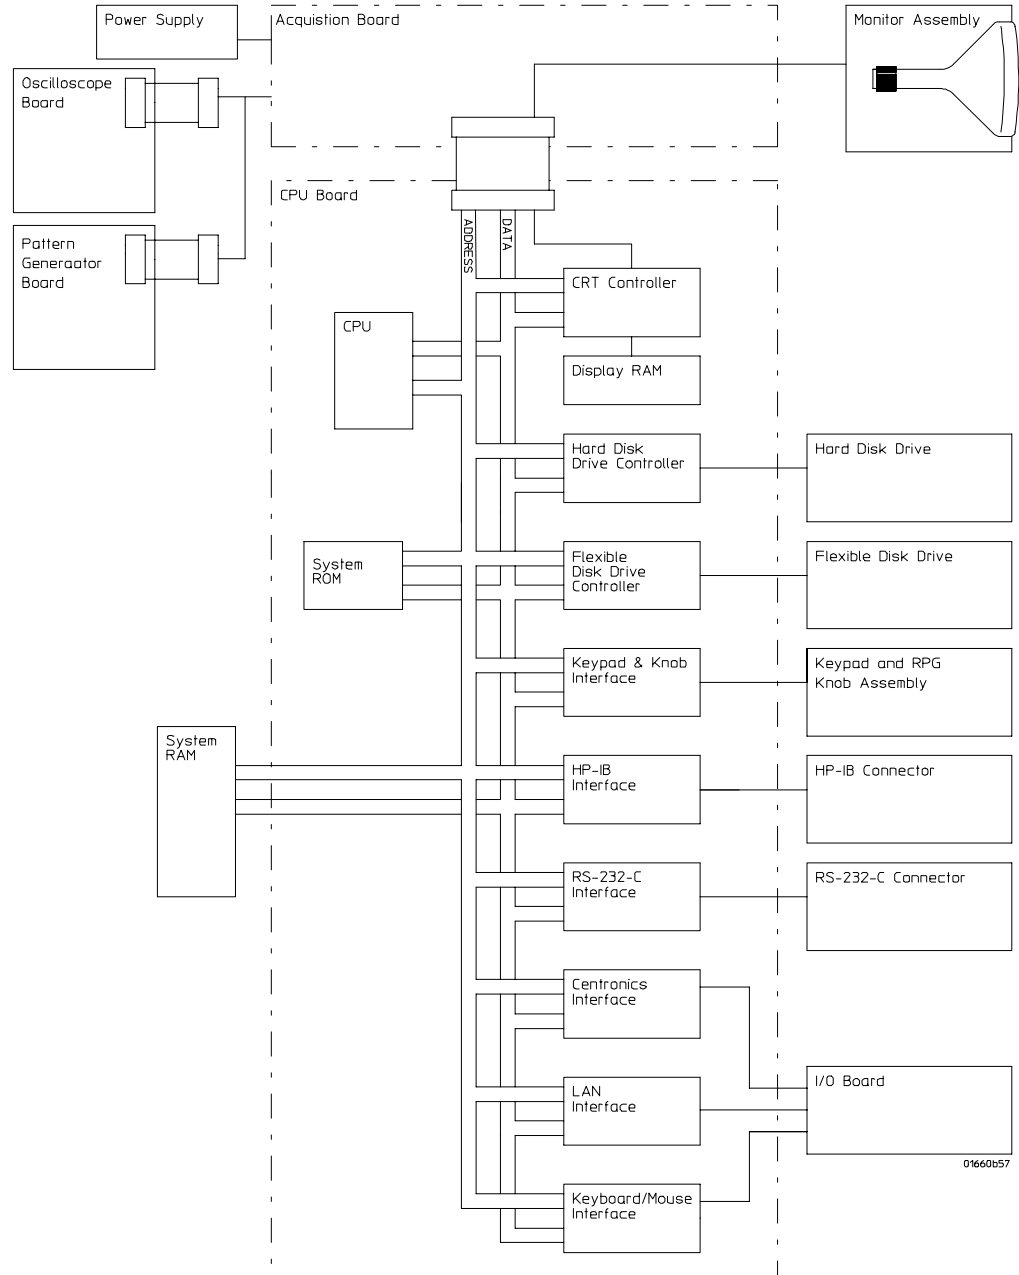 Power Supply
Acquistion Board
Monitor Assembly
Oscilloscope
Board
CPU Board
Pattern
Generaator
Board
ADDRESS
DATA
CRT Controller
CPU
Display RAM
Hard Disk
Drive Controller
Hard Disk Drive
System
ROM
Flexible
Disk Drive
Controller
Flexible Disk Drive
Keypad & Knob
Interface
Keypad and RPG
Knob Assembly
System
RAM
HP-IB
Interface
HP-IB Connector
RS-232-C
Interface
RS-232-C Connector
Centronics
Interface
LAN
Interface
I/O Board
01660b57
Keyboard/Mouse
Interface